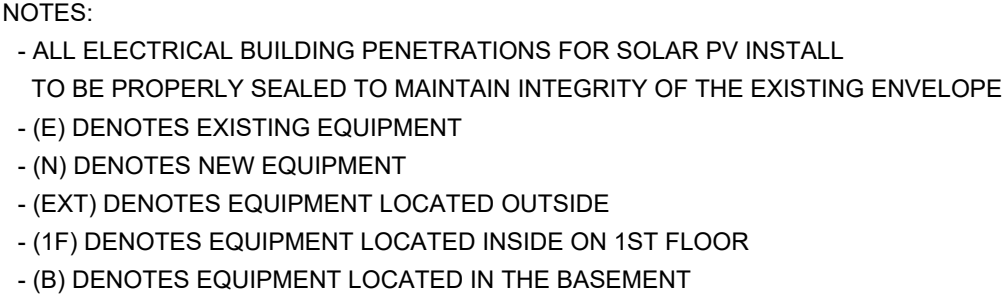 NOTES:
- ALL ELECTRICAL BUILDING PENETRATIONS FOR SOLAR PV INSTALL
TO BE PROPERLY SEALED TO MAINTAIN INTEGRITY OF THE EXISTING ENVELOPE
- (E) DENOTES EXISTING EQUIPMENT
- (N) DENOTES NEW EQUIPMENT
- (EXT) DENOTES EQUIPMENT LOCATED OUTSIDE
- (1F) DENOTES EQUIPMENT LOCATED INSIDE ON 1ST FLOOR
- (B) DENOTES EQUIPMENT LOCATED IN THE BASEMENT